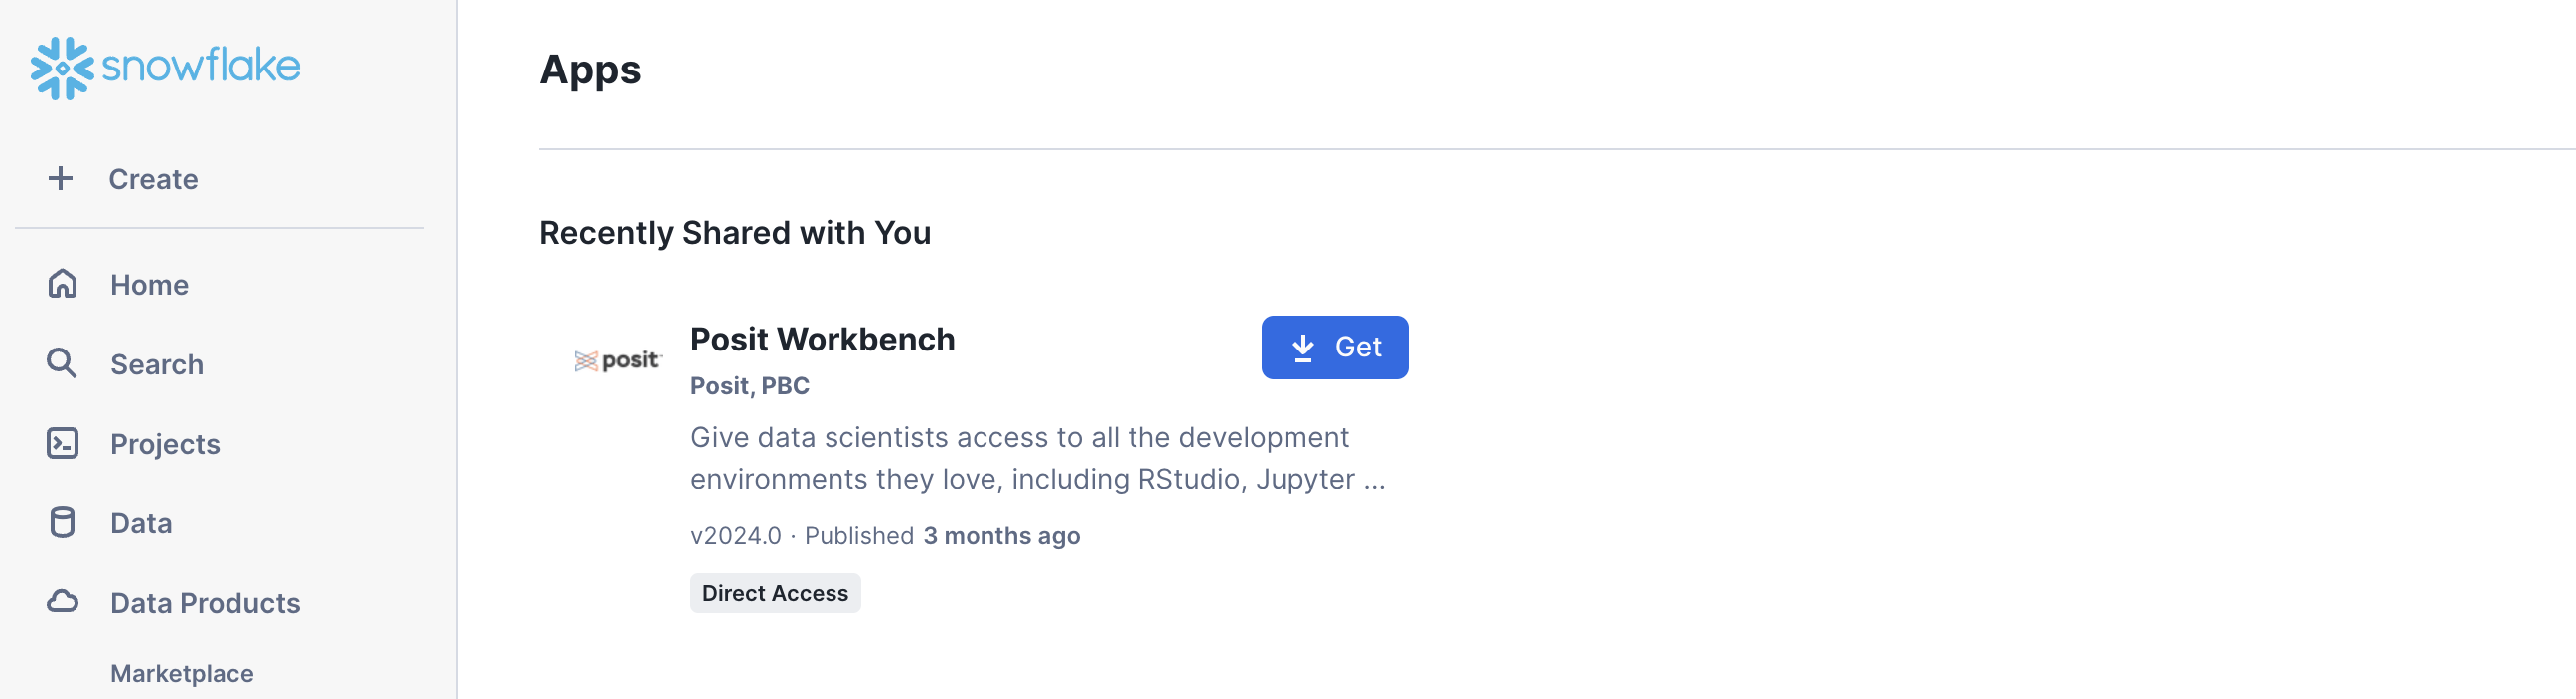 snowflake
Create
Home
Search
Projects
Data
Data Products
Marketplace
Apps
Recently Shared with You
posit
Posit Workbench
Get
Posit, PBC
Give data scientists access to all the development
environments they love, including RStudio, Jupyter ...
v2024.0 · Published 3 months ago
Direct Access